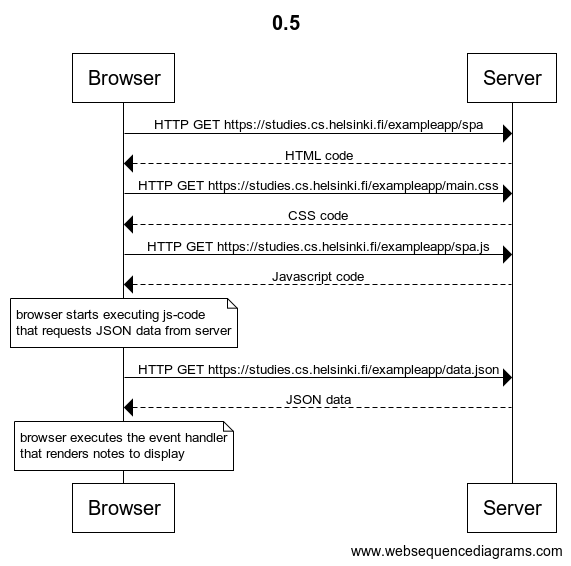 0.5
Browser
Server
HTTP GET https://studies.cs.helsinki.fi/exampleapp/spa
HTML code
HTTP GET https://studies.cs.helsinki.fi/exampleapp/main.css
CSS code
HTTP GET https://studies.cs.helsinki.fi/exampleapp/spa.js
Javascript code
browser starts executing js-code
that requests JSON data from server
HTTP GET https://studies.cs.helsinki.fi/exampleapp/data.json
JSON data
browser executes the event handler
that renders notes to display
Browser
Server
www.websequencediagrams.com